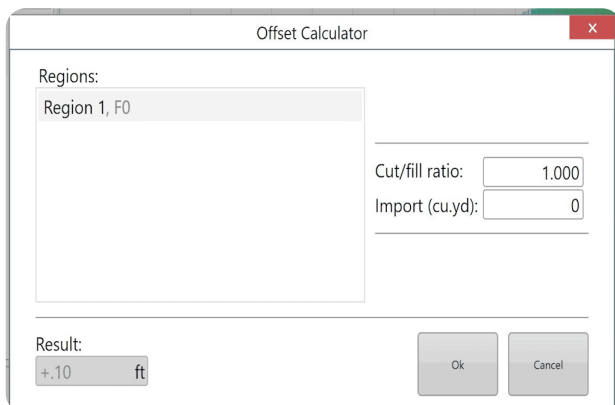 Offset Calculator
x
Regions:
Region 1, F0
Cut/fill ratio: 1.000
Import (cu.yd): 0
Result:
+.10 ft
Ok
Cancel